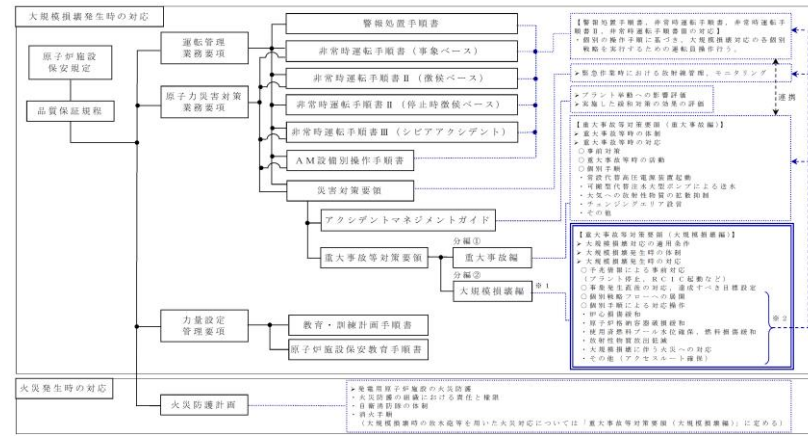 大規模損壊発生時の対応
原子炉施設
保安規定
品質保証規程
運転管理
業務要項
原子力災害対策
業務要項
力量設定
管理要項
警報処置手順書
非常時運転手順書（事象ベース）
非常時運転手順書Ⅱ（徴候ベース）
非常時運転手順書Ⅱ（停止時徴候ベース）
非常時運転手順書Ⅲ（シビアアクシデント）
ＡＭ設備別操作手順書
災害対策要領
アクシデントマネジメントガイド
重大事故等対策要領
分編①
重大事故編
分編②
大規模損壊編
※１
教育・訓練計画手順書
原子炉施設保安教育手順書
【警報処置手順書，非常時運転手順書，非常時運転手
順書Ⅱ，非常時運転手順書Ⅲ等の対応】
・個別の操作手順に基づき，大規模損壊対応の各個別
戦略を実行するための運転員操作行う。
➢緊急作業時における放射線管理，モニタリング
➢プラント挙動への影響評価
➢実施した緩和対策の効果の評価
連携
【重大事故等対策要領（重大事故編）】
➢重大事故等時の体制
➢重大事故等時の対応
○事前対策
○重大事故等時の活動
○個別手順
・常設代替高圧電源装置起動
・可搬型代替注水大型ポンプによる送水
・大気への放射性物質の拡散抑制
・チェンジングエリア設営
・その他
【重大事故等対策要領（大規模損壊編）】
➢大規模損壊対応の適用条件
➢大規模損壊発生時の体制
➢大規模損壊発生時の対応
○予兆情報による事前対応
（プラント停止，ＲＣＩＣ起動など）
○事象発生直後の対応，達成すべき目標設定
○個別戦略フローへの展開
○個別手順による対応操作
・炉心損傷緩和
・原子炉格納容器破損緩和
・使用済燃料プール水位確保，燃料損傷緩和
・放射性物質放出低減
・大規模損壊に伴う火災への対応
・その他（アクセスルート確保）
※２
火災発生時の対応
火災防護計画
➢発電用原子炉施設の火災防護
・火災防護の組織における責任と権限
・自衛消防隊の体制
・消火手順
（大規模損壊時の放水砲等を用いた火災対応については「重大事故等対策要領（大規模損壊編）」に定める）